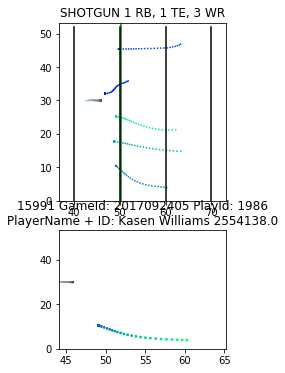 SHOTGUN 1 RB, 1 TE, 3 WR
50
40
30
20
10
0
40 50 60 70
15991 GameId: 2017092405 PlayId: 1986
PlayerName + ID: Kasen Williams 2554138.0
40
20
0
45 50 55 60 65